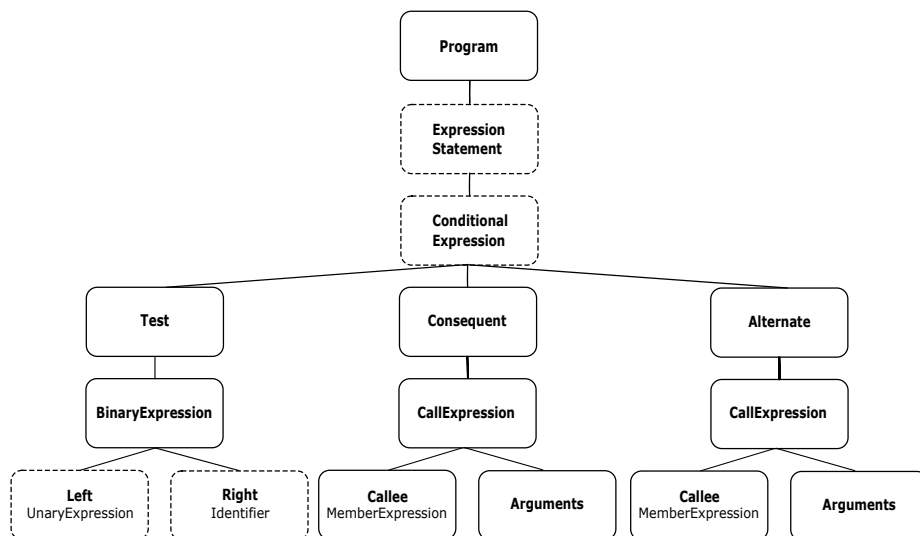 Program
Expression
Statement
Conditional
Expression
Test
Consequent
Alternate
BinaryExpression
CallExpression
CallExpression
Left
UnaryExpression
Right
Identifier
Callee
MemberExpression
Arguments
Callee
MemberExpression
Arguments